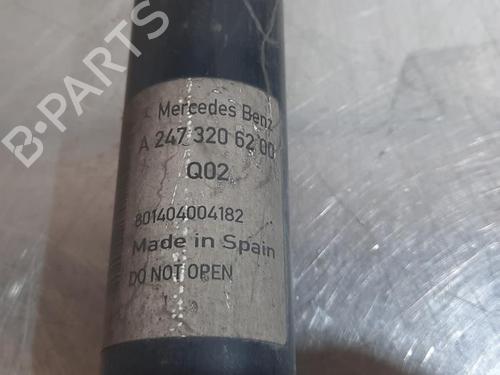 Mercedes Benz
A 247 320 62 00
Q02
801404004182
Made in Spain
DO NOT OPEN
B-PARTS